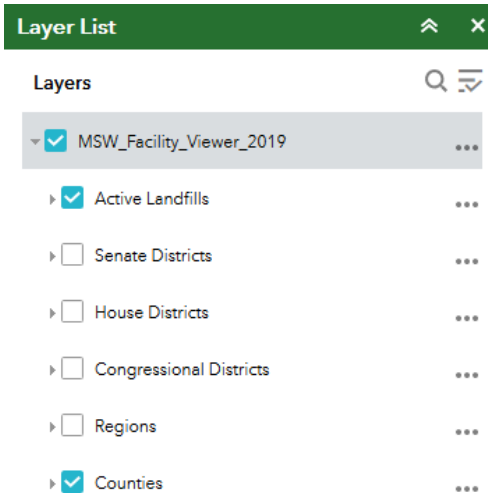 Layer List
Layers
MSW_Facility_Viewer_2019
Active Landfills
Senate Districts
House Districts
Congressional Districts
Regions
Counties